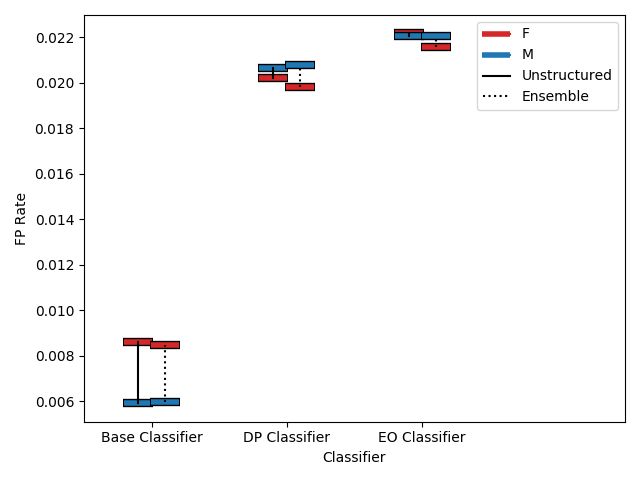 0.022
0.020
0.018
0.016
0.014
0.012
0.010
0.008
0.006
FP Rate
F
M
Unstructured
Ensemble
Base Classifier
DP Classifier
EO Classifier
Classifier